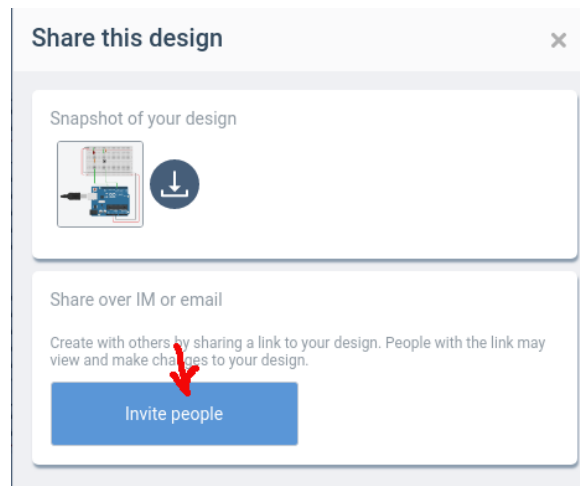 Share this design
Snapshot of your design
Share over IM or email
Create with others by sharing a link to your design. People with the link may
view and make changes to your design.
Invite people